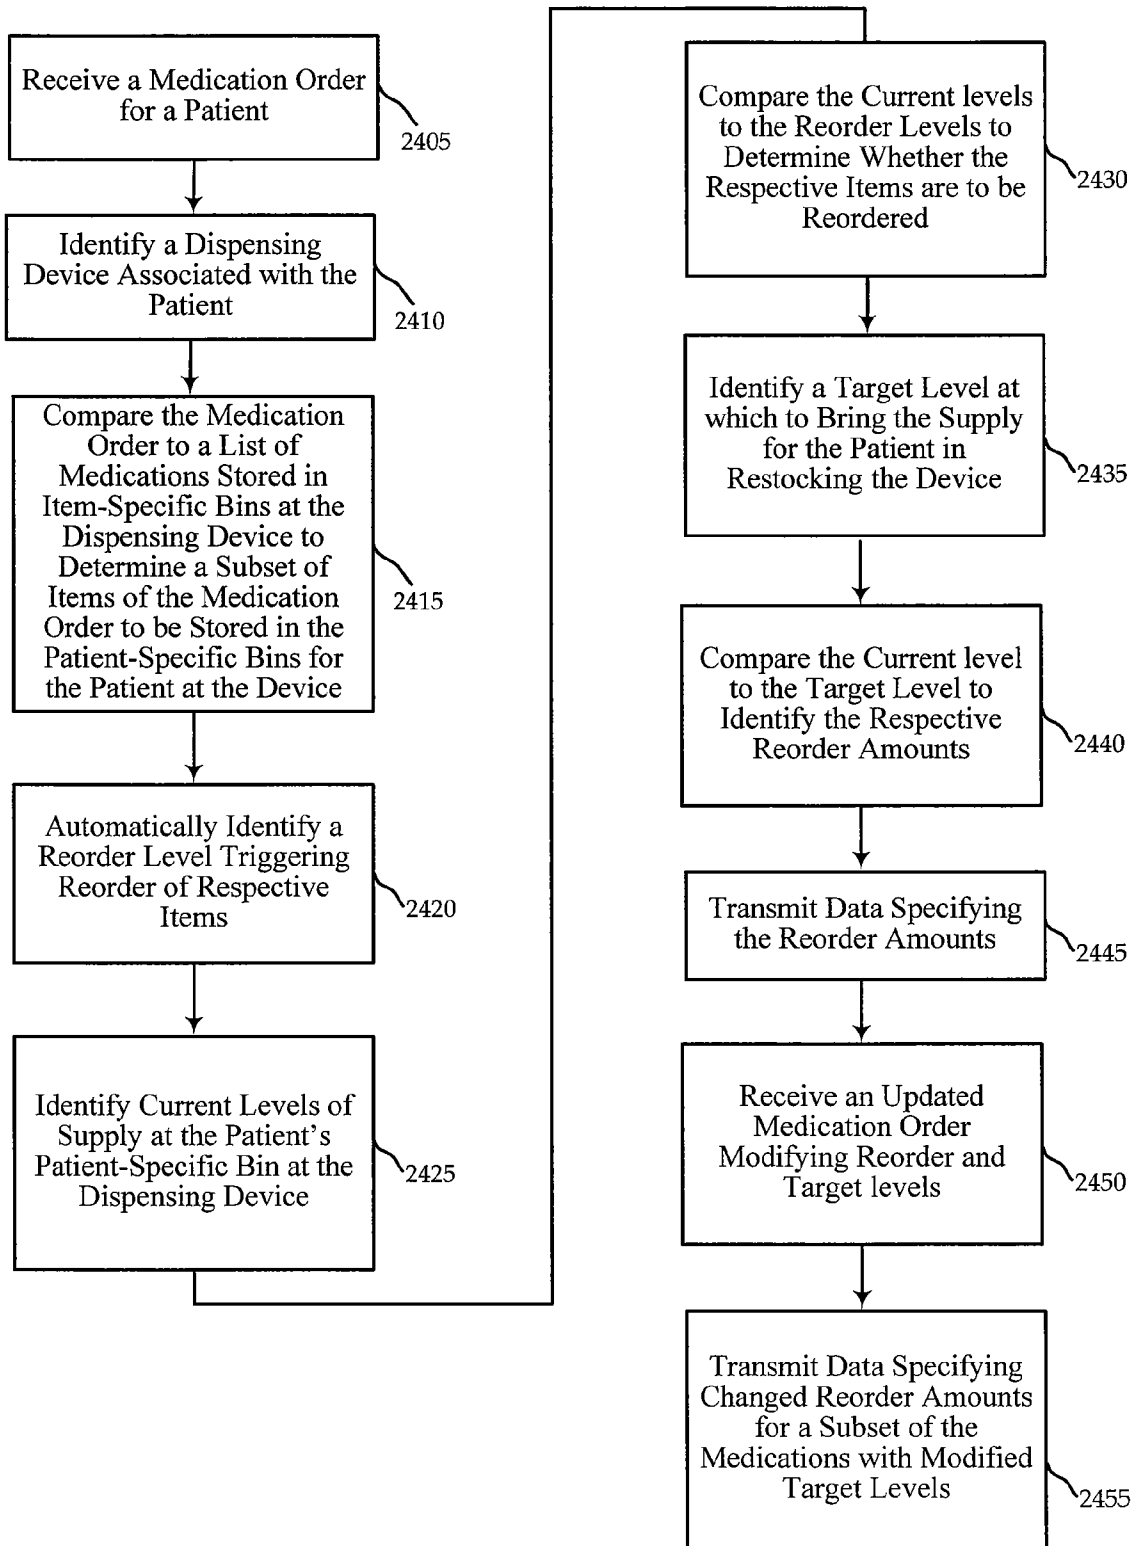 Receive a Medication Order
for a Patient
2405
Identify a Dispensing
Device Associated with the
Patient
2410
Compare the Medication
Order to a List of
Medications Stored in
Item-Specific Bins at the
Dispensing Device to
Determine a Subset of
Items of the Medication
Order to be Stored in the
Patient-Specific Bins for
the Patient at the Device
2415
Automatically Identify a
Reorder Level Triggering
Reorder of Respective
Items
2420
Identify Current Levels of
Supply at the Patient's
Patient-Specific Bin at the
Dispensing Device
2425
Compare the Current levels
to the Reorder Levels to
Determine Whether the
Respective Items are to be
Reordered
2430
Identify a Target Level at
which to Bring the Supply
for the Patient in
Restocking the Device
2435
Compare the Current level
to the Target Level to
Identify the Respective
Reorder Amounts
2440
Transmit Data Specifying
the Reorder Amounts
2445
Receive an Updated
Medication Order
Modifying Reorder and
Target levels
2450
Transmit Data Specifying
Changed Reorder Amounts
for a Subset of the
Medications with Modified
Target Levels
2455